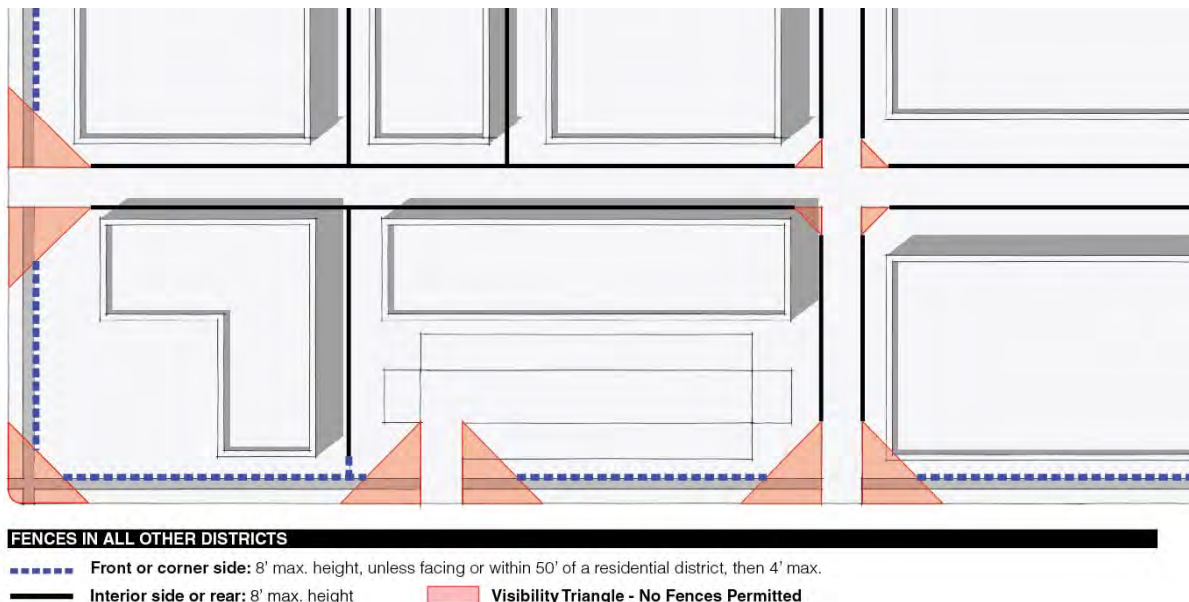 FENCES IN ALL OTHER DISTRICTS
Front or corner side: 8’ max. height, unless facing or within 50’ of a residential district, then 4’ max.
Interior side or rear: 8’ max. height
Visibility Triangle - No Fences Permitted